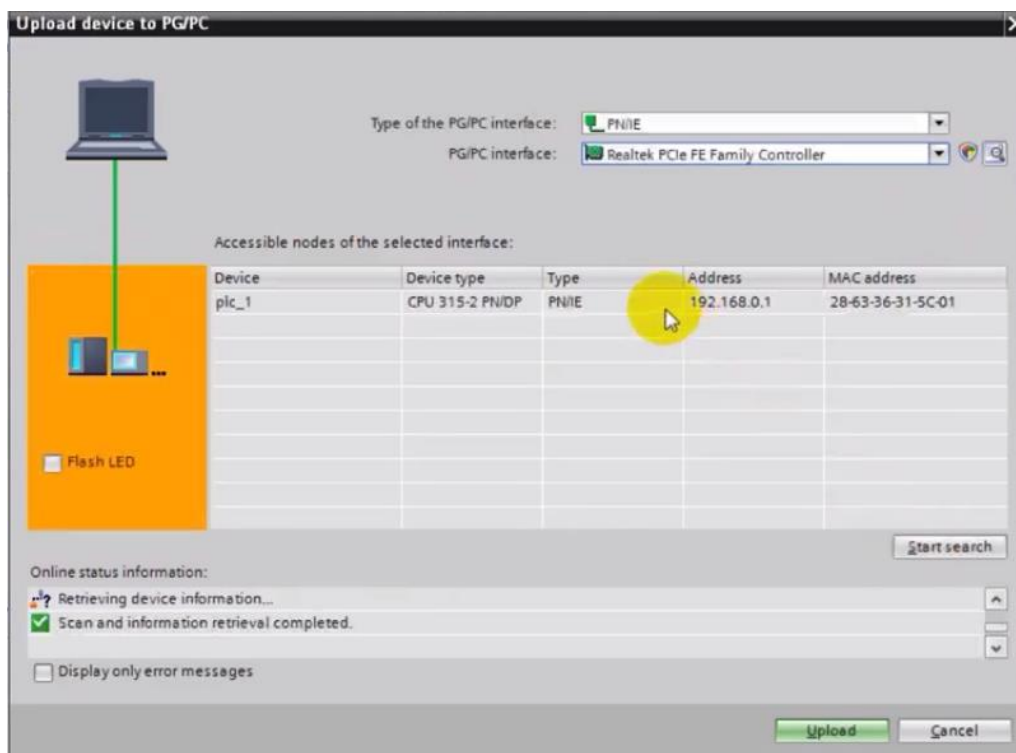 Upload device to PG/PC
Type of the PG/PC interface: PN/IE
PG/PC interface: Realtek PCIe FE Family Controller
Accessible nodes of the selected interface:
Device Device type Type Address MAC address
plc_1 CPU 315-2 PN/DP PN/IE 192.168.0.1 28-63-36-31-5C-01
Flash LED
Start search
Online status information:
Retrieving device information...
Scan and information retrieval completed.
Display only error messages
Upload Cancel